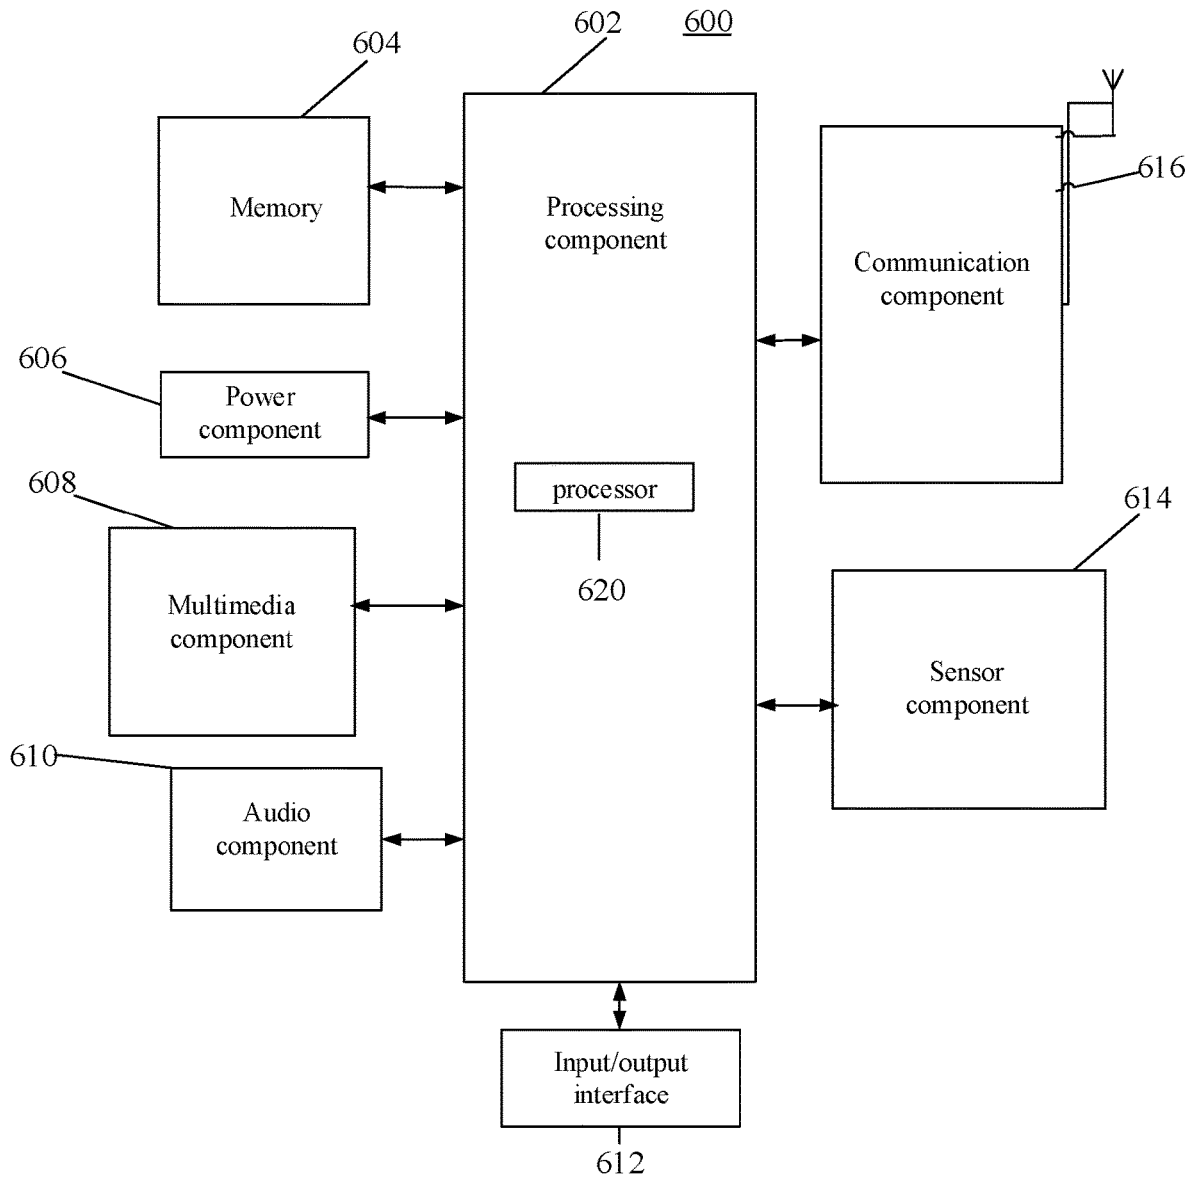 602
600
604
616
Memory
Processing
component
Communication
component
606
Power
component
608
processor
614
620
Multimedia
component
Sensor
component
610
Audio
component
Input/output
interface
612